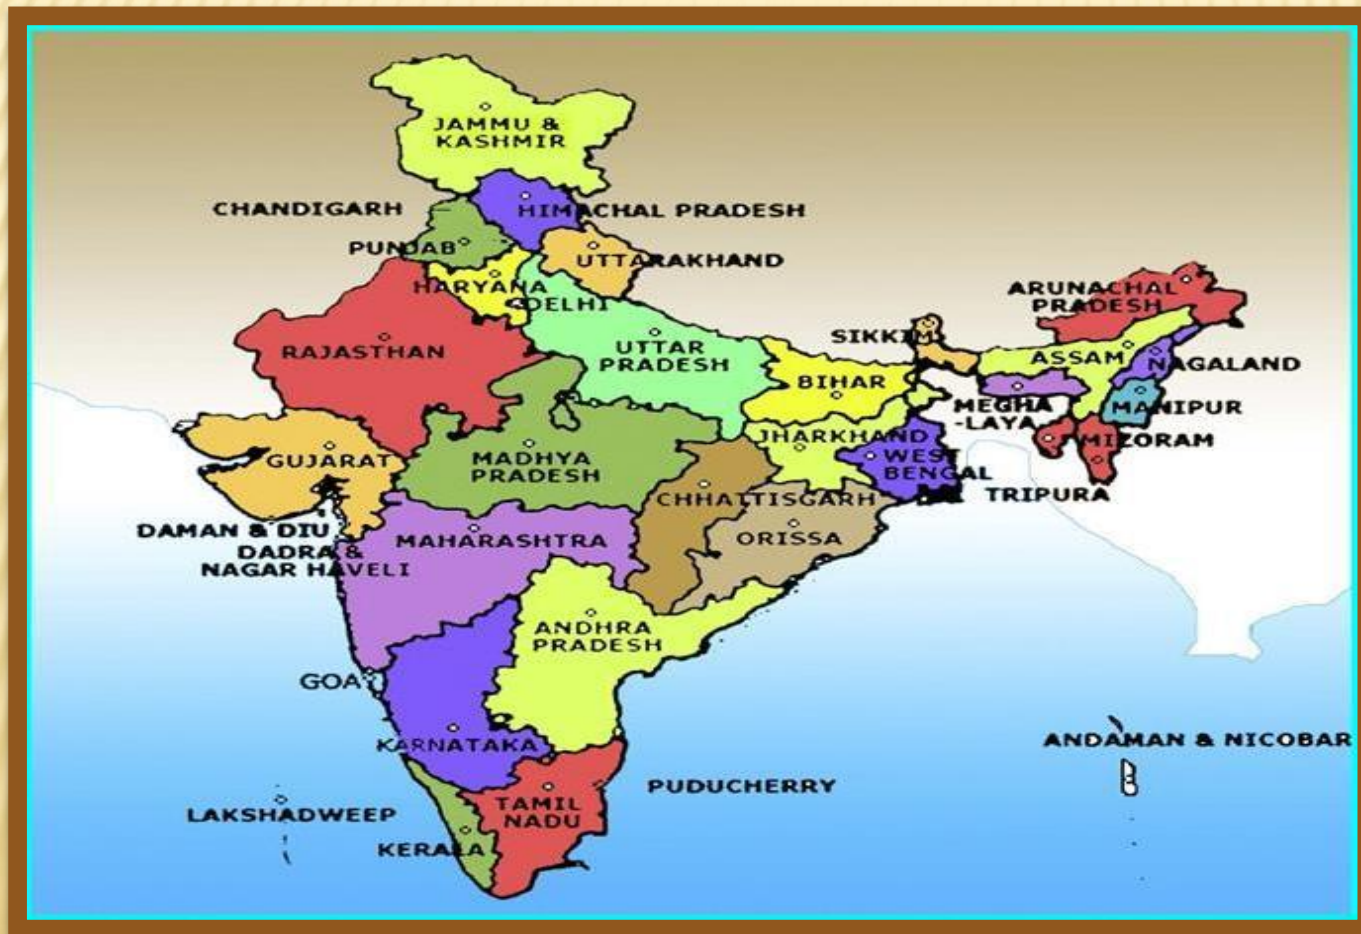 JAMMU &
KASHMIR
CHANDIGARH
HIMACHAL PRADESH
PUNJAB
UTTARAKHAND
HARYANA
DELHI
ARUNACHAL
PRADESH
SIKKIM
RAJASTHAN
UTTAR
PRADESH
ASSAM
NAGALAND
BIHAR
MEGHA
-LAYA
MANIPUR
JHARKHAND
MIZORAM
GUJARAT
MADHYA
PRADESH
WEST
BENGAL
CHHATTISGARH
TRIPURA
DAMAN & DIU
MAHARASHTRA
ORISSA
DADRA &
NAGAR HAVELI
ANDHRA
PRADESH
GOA
KARNATAKA
ANDAMAN & NICOBAR
PUDUCHERRY
TAMIL
NADU
LAKSHADWEEP
KERALA